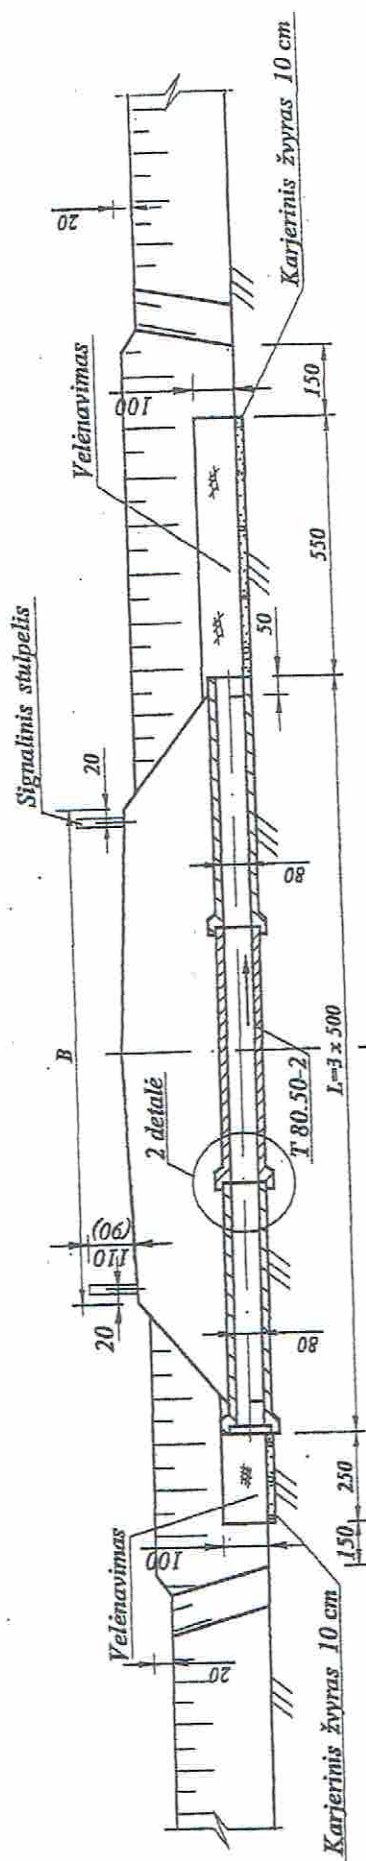 Signalinis stulpelis
B
20
110
(90)
20
Velėnavimas
100
20
20
Velėnavimas
100
2 detalė
T 80.50-2
80
80
50
150
250
L=3 x 500
550
150
Karjerinis žvyras 10 cm
Karjerinis žvyras 10 cm